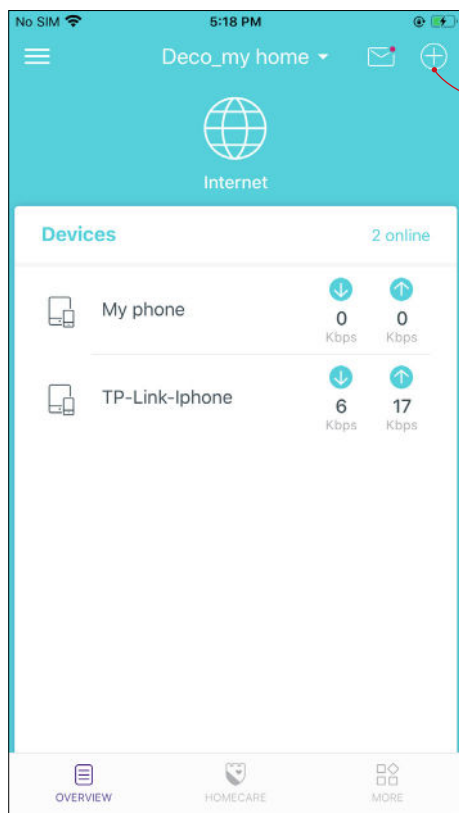 No SIM 5:18 PM
Deco_my home
Internet
Devices 2 online
My phone 0 Kbps 0 Kbps
TP-Link-Iphone 6 Kbps 17 Kbps
OVERVIEW HOMECARE MORE